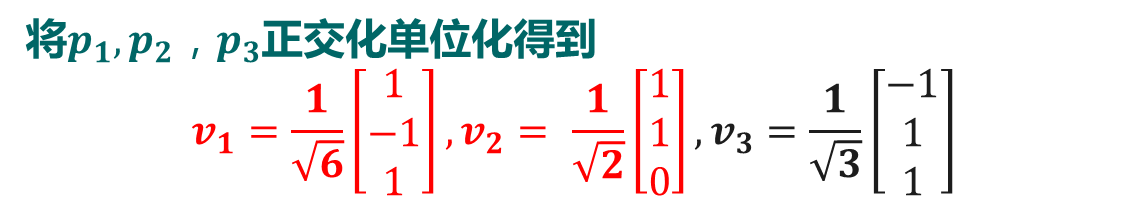 将p₁,p₂ , p₃正交化单位化得到
v₁ = 1/√6 [1 −1 1], v₂ = 1/√2 [1 1 0], v₃ = 1/√3 [−1 1 1]